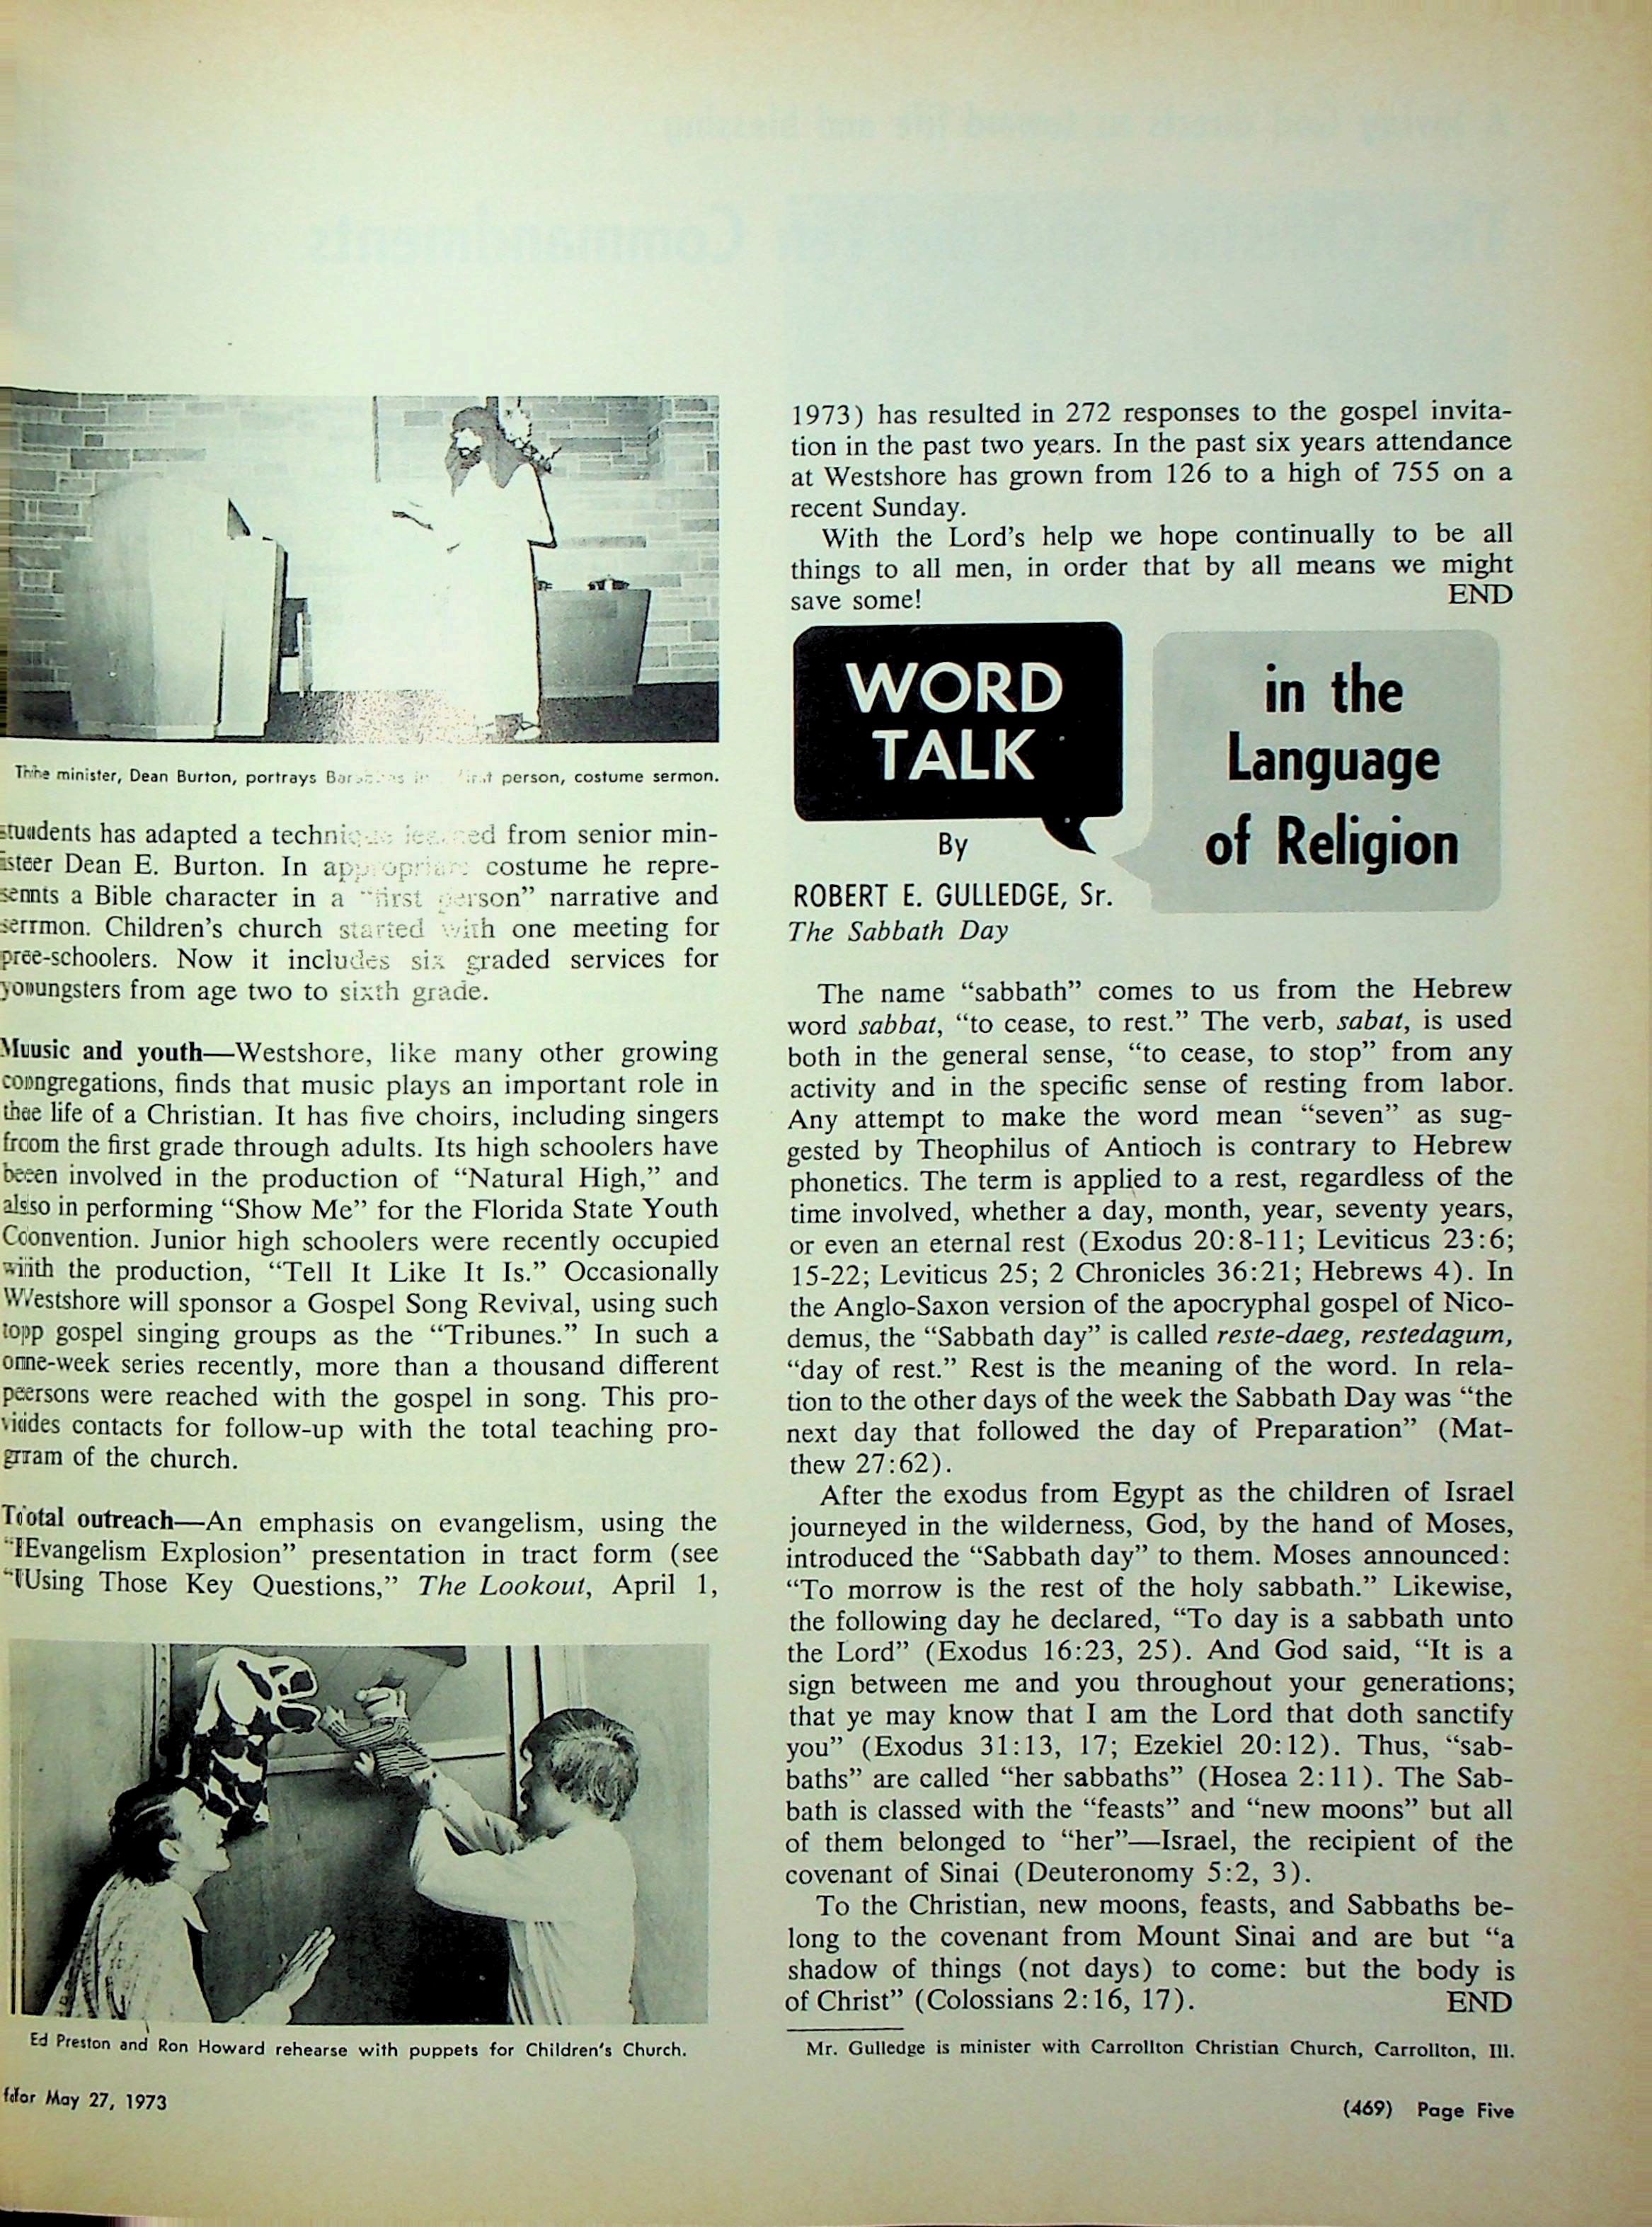 The minister, Dean Burton, portrays Barabbas in first person, costume sermon.
students has adapted a technique learned from senior min-
ister Dean E. Burton. In appropriate costume he repre-
sents a Bible character in a “first person” narrative and
sermon. Children’s church started with one meeting for
pre-schoolers. Now it includes six graded services for
youngsters from age two to sixth grade.
Music and youth—Westshore, like many other growing
congregations, finds that music plays an important role in
the life of a Christian. It has five choirs, including singers
from the first grade through adults. Its high schoolers have
been involved in the production of “Natural High,” and
also in performing “Show Me” for the Florida State Youth
Convention. Junior high schoolers were recently occupied
with the production, “Tell It Like It Is.” Occasionally
Westshore will sponsor a Gospel Song Revival, using such
top gospel singing groups as the “Tribunes.” In such a
one-week series recently, more than a thousand different
persons were reached with the gospel in song. This pro-
vides contacts for follow-up with the total teaching pro-
gram of the church.
Total outreach—An emphasis on evangelism, using the
“Evangelism Explosion” presentation in tract form (see
“Using Those Key Questions,” The Lookout, April 1,
Ed Preston and Ron Howard rehearse with puppets for Children’s Church.
1973) has resulted in 272 responses to the gospel invita-
tion in the past two years. In the past six years attendance
at Westshore has grown from 126 to a high of 755 on a
recent Sunday.
With the Lord’s help we hope continually to be all
things to all men, in order that by all means we might
save some! END
WORD
TALK
in the
Language
of Religion
By
ROBERT E. GULLEDGE, Sr.
The Sabbath Day
The name “sabbath” comes to us from the Hebrew
word sabbat, “to cease, to rest.” The verb, sabat, is used
both in the general sense, “to cease, to stop” from any
activity and in the specific sense of resting from labor.
Any attempt to make the word mean “seven” as sug-
gested by Theophilus of Antioch is contrary to Hebrew
phonetics. The term is applied to a rest, regardless of the
time involved, whether a day, month, year, seventy years,
or even an eternal rest (Exodus 20:8-11; Leviticus 23:6;
15-22; Leviticus 25; 2 Chronicles 36:21; Hebrews 4). In
the Anglo-Saxon version of the apocryphal gospel of Nico-
demus, the “Sabbath day” is called reste-daeg, restedagum,
“day of rest.” Rest is the meaning of the word. In rela-
tion to the other days of the week the Sabbath Day was “the
next day that followed the day of Preparation” (Mat-
thew 27:62).
After the exodus from Egypt as the children of Israel
journeyed in the wilderness, God, by the hand of Moses,
introduced the “Sabbath day” to them. Moses announced:
“To morrow is the rest of the holy sabbath.” Likewise,
the following day he declared, “To day is a sabbath unto
the Lord” (Exodus 16:23, 25). And God said, “It is a
sign between me and you throughout your generations;
that ye may know that I am the Lord that doth sanctify
you” (Exodus 31:13, 17; Ezekiel 20:12). Thus, “sab-
baths” are called “her sabbaths” (Hosea 2:11). The Sab-
bath is classed with the “feasts” and “new moons” but all
of them belonged to “her”—Israel, the recipient of the
covenant of Sinai (Deuteronomy 5:2, 3).
To the Christian, new moons, feasts, and Sabbaths be-
long to the covenant from Mount Sinai and are but “a
shadow of things (not days) to come: but the body is
of Christ” (Colossians 2:16, 17). END
Mr. Gulledge is minister with Carrollton Christian Church, Carrollton, Ill.
for May 27, 1973
(469) Page Five